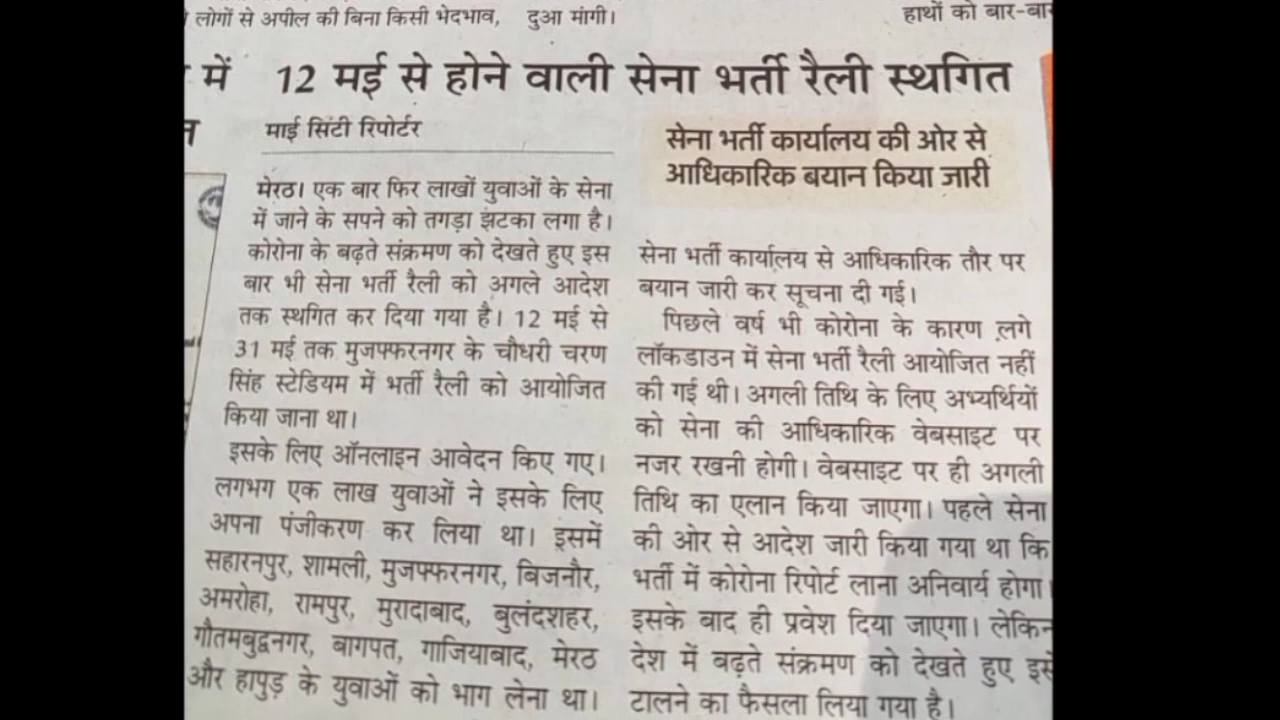 लोगों से अपील की बिना किसी भेदभाव,
दुआ मांगी।
हाथों को बार-बार
में
12 मई से होने वाली सेना भर्ती रैली स्थगित
माई सिटी रिपोर्टर
सेना भर्ती कार्यालय की ओर से
आधिकारिक बयान किया जारी
मेरठ। एक बार फिर लाखों युवाओं के सेना
में जाने के सपने को तगड़ा झंटका लगा है।
कोरोना के बढ़ते संक्रमण को देखते हुए इस
बार भी सेना भर्ती रैली को अगले आदेश
तक स्थगित कर दिया गया है। 12 मई से
31 मई तक मुजफ्फरनगर के चौधरी चरण
सिंह स्टेडियम में भर्ती रैली को आयोजित
किया जाना था।
इसके लिए ऑनलाइन आवेदन किए गए।
लगभग एक लाख युवाओं ने इसके लिए
अपना पंजीकरण कर लिया था। इसमें
सहारनपुर, शामली, मुजफ्फरनगर, बिजनौर,
अमरोहा, रामपुर, मुरादाबाद, बुलंदशहर,
गौतमबुद्वनगर, बागपत, गाजियाबाद, मेरठ
और हापुड़ के युवाओं को भाग लेना था।
सेना भर्ती कार्यालय से आधिकारिक तौर पर
बयान जारी कर सूचना दी गई।
पिछले वर्ष भी कोरोना के कारण लगे
लॉकडाउन में सेना भर्ती रैली आयोजित नहीं
की गई थी। अगली तिथि के लिए अभ्यर्थियों
को सेना की आधिकारिक वेबसाइट पर
नजर रखनी होगी। वेबसाइट पर ही अगली
तिथि का एलान किया जाएगा। पहले सेना
की ओर से आदेश जारी किया गया था कि
भर्ती में कोरोना रिपोर्ट लाना अनिवार्य होगा।
इसके बाद ही प्रवेश दिया जाएगा। लेकिन
देश में बढ़ते संक्रमण को देखते हुए इसे
टालने का फैसला लिया गया है।